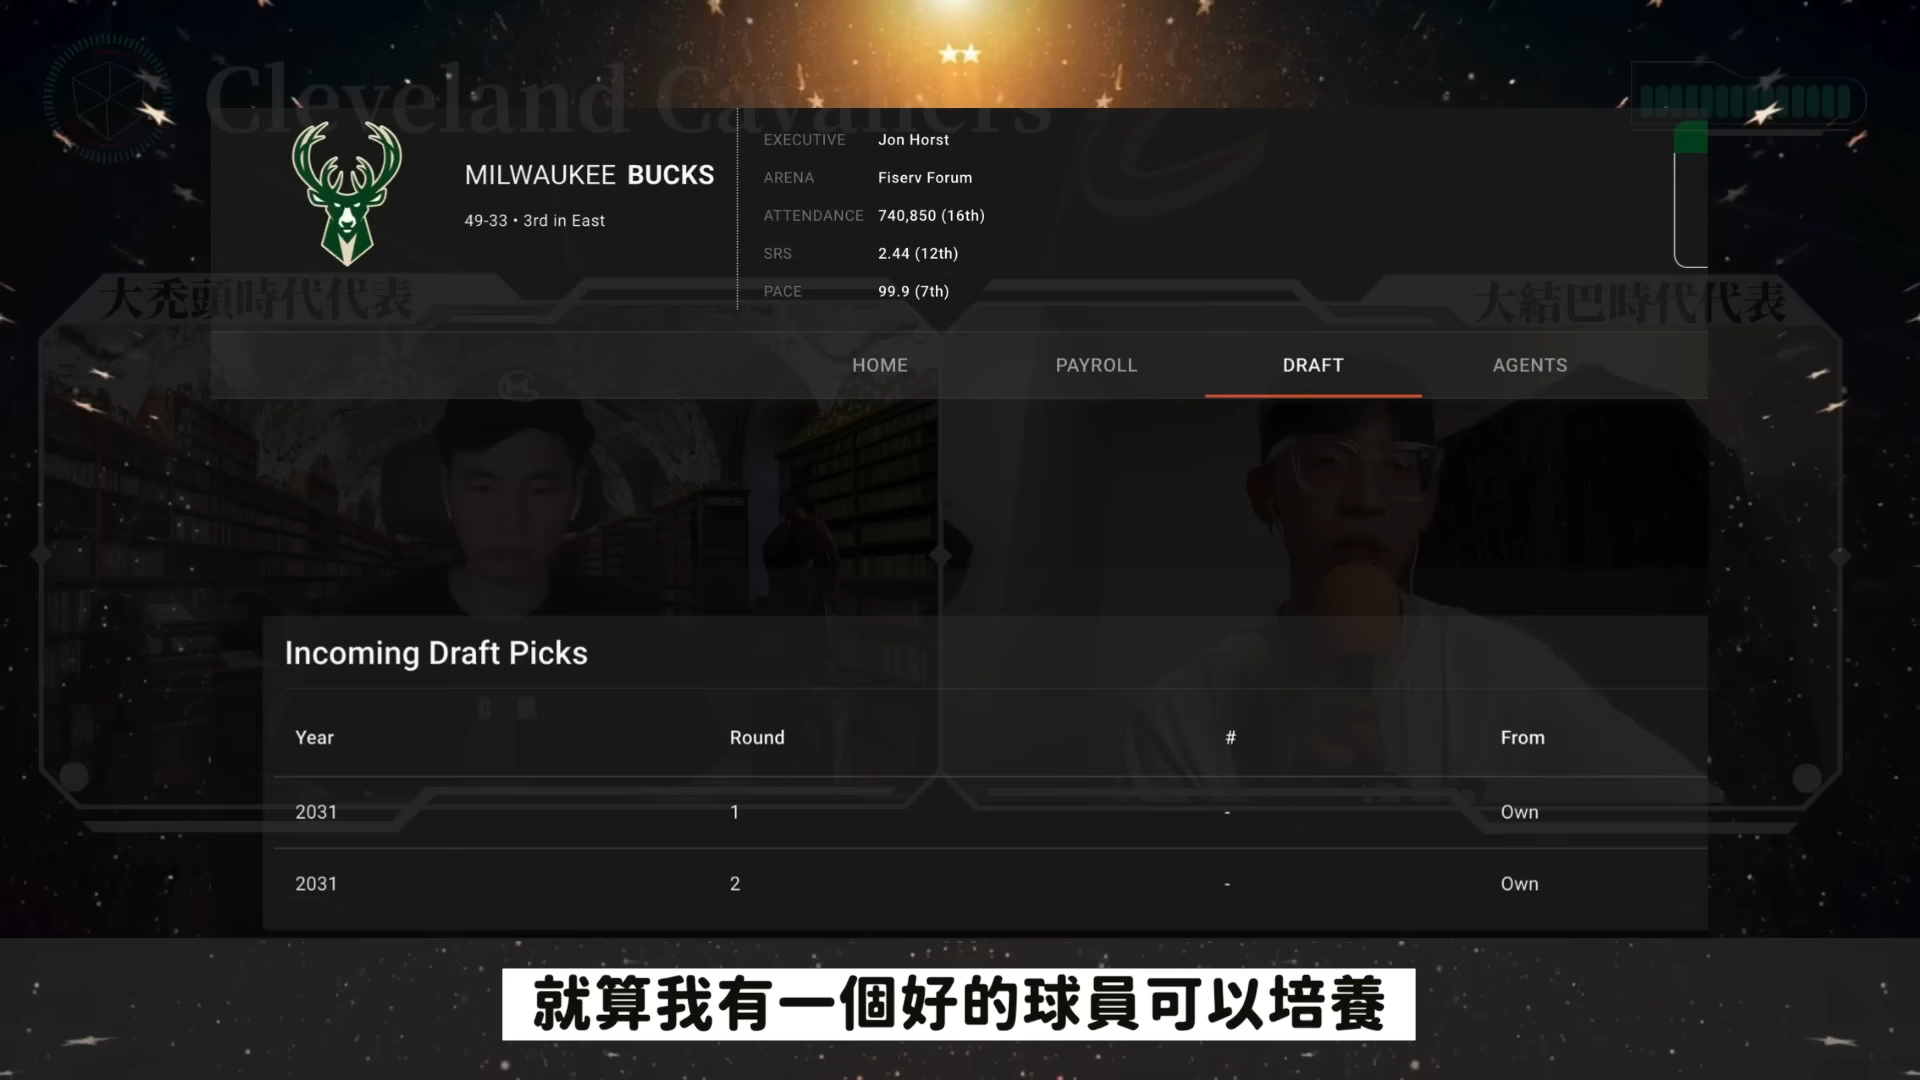 Cleveland Cavaliers
MILWAUKEE BUCKS
49-33 • 3rd in East
EXECUTIVE Jon Horst
ARENA Fiserv Forum
ATTENDANCE 740,850 (16th)
SRS 2.44 (12th)
PACE 99.9 (7th)
大禿頭時代代表
大結巴時代代表
HOME PAYROLL DRAFT AGENTS
Incoming Draft Picks
Year Round # From
2031 1 - Own
2031 2 - Own
就算我有一個好的球員可以培養